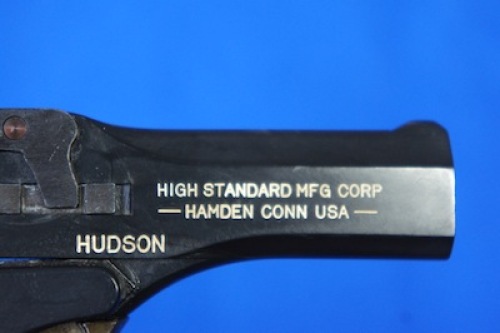 HIGH STANDARD MFG CORP
— HAMDEN CONN USA —
HUDSON